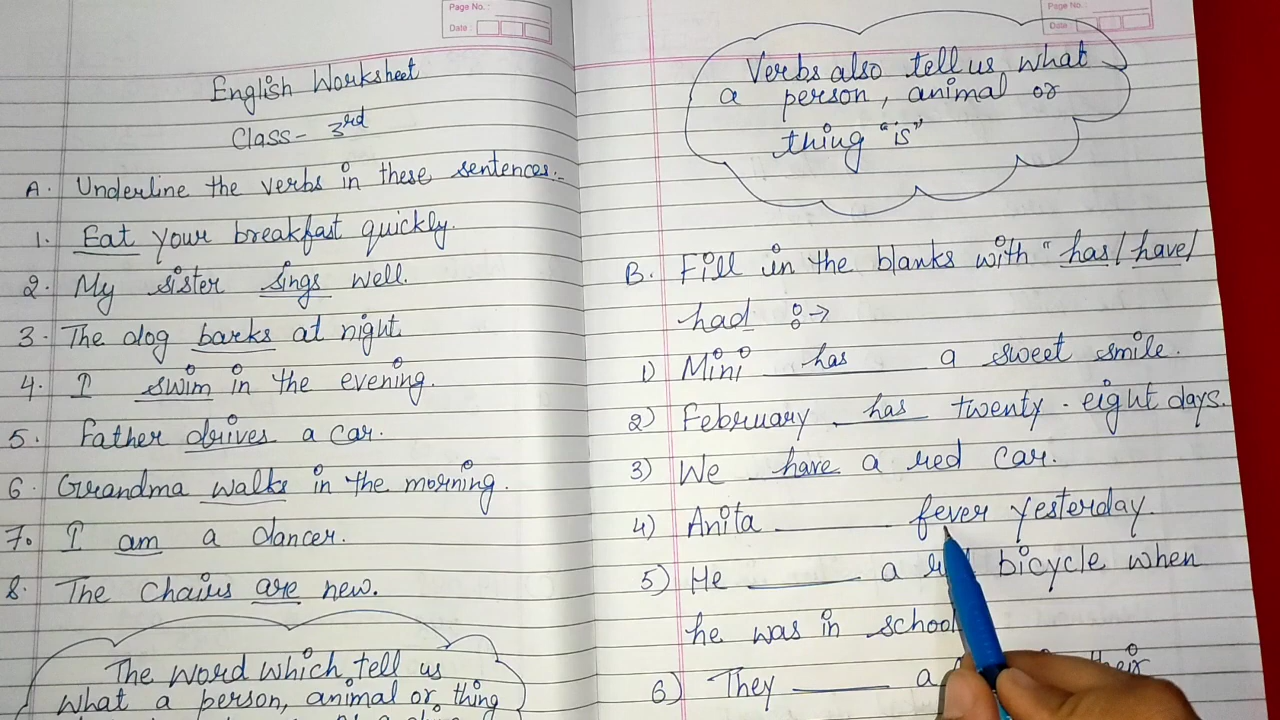 Page No.:
Date:
English Worksheet
Class- 3rd
A. Underline the verbs in these sentences:-
1. Eat your breakfast quickly.
2. My sister sings well.
3. The dog barks at night.
4. I swim in the evening.
5. Father drives a car.
6. Grandma walks in the morning.
7. I am a dancer.
8. The chairs are new.
The word which tell us
what a person, animal or thing
Page No.:
Date:
Verbs also tell us what
a person, animal or
thing "is"
B. Fill in the blanks with "has/have/
had :→
1) Mini has a sweet smile.
2) February has twenty-eight days.
3) We have a red car.
4) Anita ______ fever yesterday.
5) He ______ a bicycle when
he was in school
6) They ______ a their